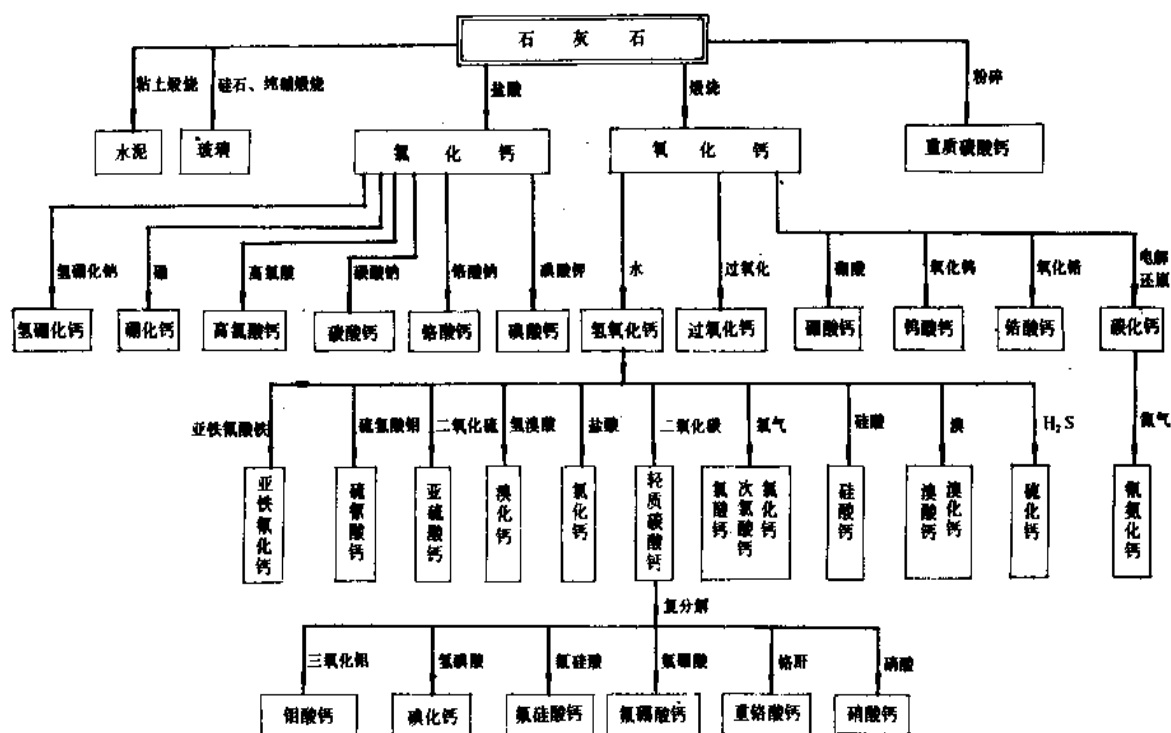 石灰石
粘土煅烧
硅石、纯碱煅烧
盐酸
煅烧
粉碎
水泥
玻璃
氯化钙
氧化钙
重质碳酸钙
氢硼化钠
硼
高氯酸
碳酸钠
铬酸钠
碘酸钾
水
过氧化
硼酸
氧化钨
氧化锆
电解还原
氢硼化钙
硼化钙
高氯酸钙
碳酸钙
铬酸钙
碘酸钙
氢氧化钙
过氧化钙
硼酸钙
钨酸钙
锆酸钙
碳化钙
亚铁氰酸铁
硫氰酸钼
二氧化硫
氢溴酸
盐酸
二氧化碳
氯气
硅酸
溴
H₂S
氮气
亚铁氰化钙
硫氰酸钙
亚硫酸钙
溴化钙
氯化钙
轻质碳酸钙
氯化钙
次氯酸钙
氯酸钙
硅酸钙
溴化钙
溴酸钙
硫化钙
氰氨化钙
复分解
三氧化钼
氢碘酸
氟硅酸
氟硼酸
铬酐
硝酸
钼酸钙
碘化钙
氟硅酸钙
氟硼酸钙
重铬酸钙
硝酸钙